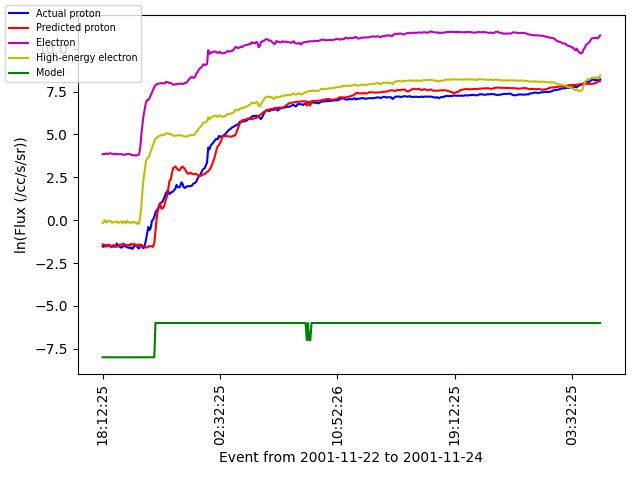 Actual proton
Predicted proton
Electron
High-energy electron
Model
10.0
7.5
5.0
2.5
0.0
−2.5
−5.0
−7.5
ln(Flux (/cc/s/sr))
18:12:25
02:32:25
10:52:26
19:12:25
03:32:25
Event from 2001-11-22 to 2001-11-24